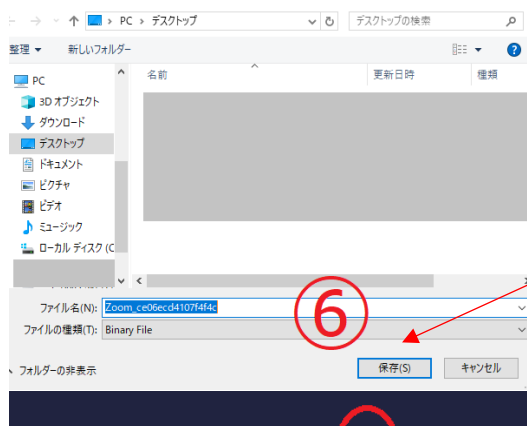 PC › デスクトップ
デスクトップの検索
整理 新しいフォルダー
名前 更新日時 種類
PC
3D オブジェクト
ダウンロード
デスクトップ
ドキュメント
ピクチャ
ビデオ
ミュージック
ローカル ディスク (C
ファイル名(N): Zoom_ce06ecd4107f4f4c
⑥
ファイルの種類(T): Binary File
フォルダーの非表示 保存(S) キャンセル